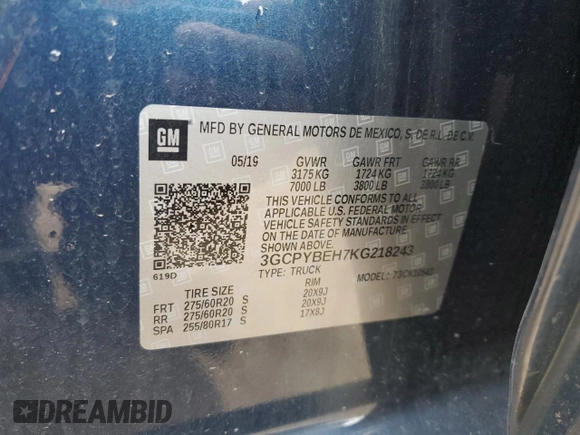 GM
MFD BY GENERAL MOTORS DE MEXICO, S. DE R.L. DE C.V.
05/19 GVWR GAWR FRT GAWR RR
3175 KG 1724 KG 1724 KG
7000 LB 3800 LB 3800 LB
THIS VEHICLE CONFORMS TO ALL
APPLICABLE U.S. FEDERAL MOTOR
VEHICLE SAFETY STANDARDS IN EFFECT
ON THE DATE OF MANUFACTURE
SHOWN ABOVE.
3GCPYBEH7KG218243
619D
TYPE: TRUCK MODEL:
TIRE SIZE RIM
FRT 275/60R20 S 20X9J
RR 275/60R20 S 20X9J
SPA 255/80R17 S 17X8J
DREAMBID